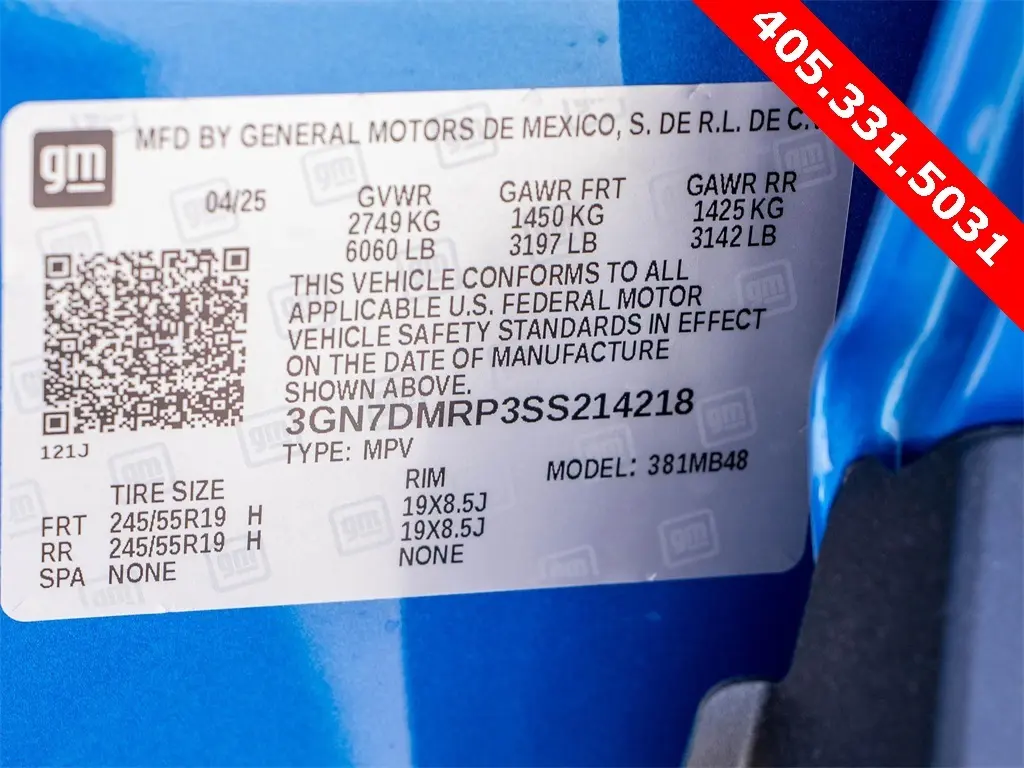 405.331.5031
MFD BY GENERAL MOTORS DE MEXICO, S. DE R.L. DE C.
gm
04/25
GVWR
2749 KG
6060 LB
GAWR FRT
1450 KG
3197 LB
GAWR RR
1425 KG
3142 LB
THIS VEHICLE CONFORMS TO ALL
APPLICABLE U.S. FEDERAL MOTOR
VEHICLE SAFETY STANDARDS IN EFFECT
ON THE DATE OF MANUFACTURE
SHOWN ABOVE.
3GN7DMRP3SS214218
121J
TYPE: MPV
MODEL: 381MB48
TIRE SIZE RIM
FRT 245/55R19 H 19X8.5J
RR 245/55R19 H 19X8.5J
SPA NONE NONE